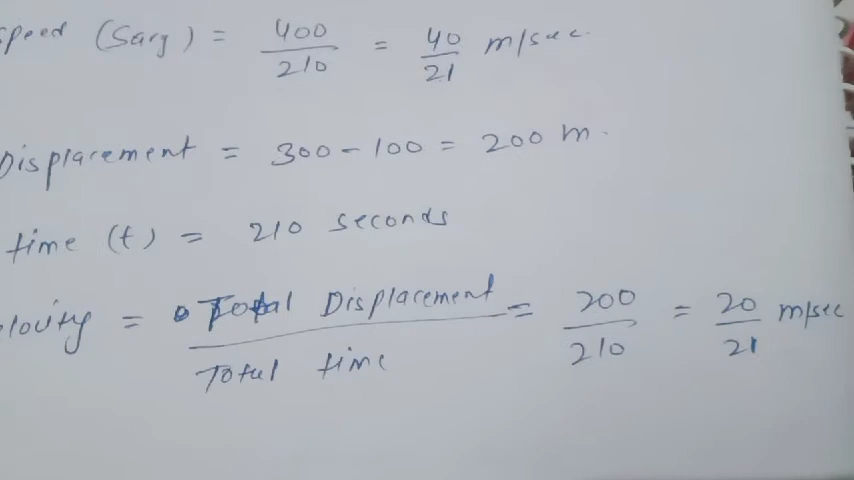 speed (Savg) = 400/210 = 40/21 m/sec.
Displacement = 300 - 100 = 200 m.
time (t) = 210 seconds
locity = Total Displacement/Total time = 200/210 = 20/21 m/sec